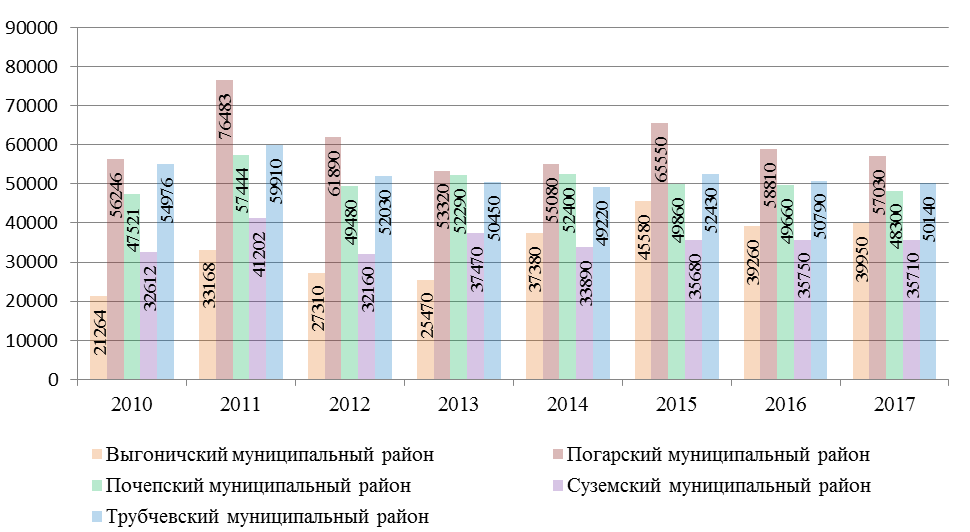 90000
80000
70000
60000
50000
40000
30000
20000
10000
0
21264 56246 47521 32612 54976
33168 76483 57444 41202 59910
27310 61890 49480 32160 52030
25470 53320 52290 37470 50450
37380 55080 52400 33890 49220
45580 65550 49860 35680 52430
39260 58810 49660 35750 50790
39950 57030 48300 35710 50140
2010 2011 2012 2013 2014 2015 2016 2017
Выгоничский муниципальный район Погарский муниципальный район
Почепский муниципальный район Суземский муниципальный район
Трубчевский муниципальный район